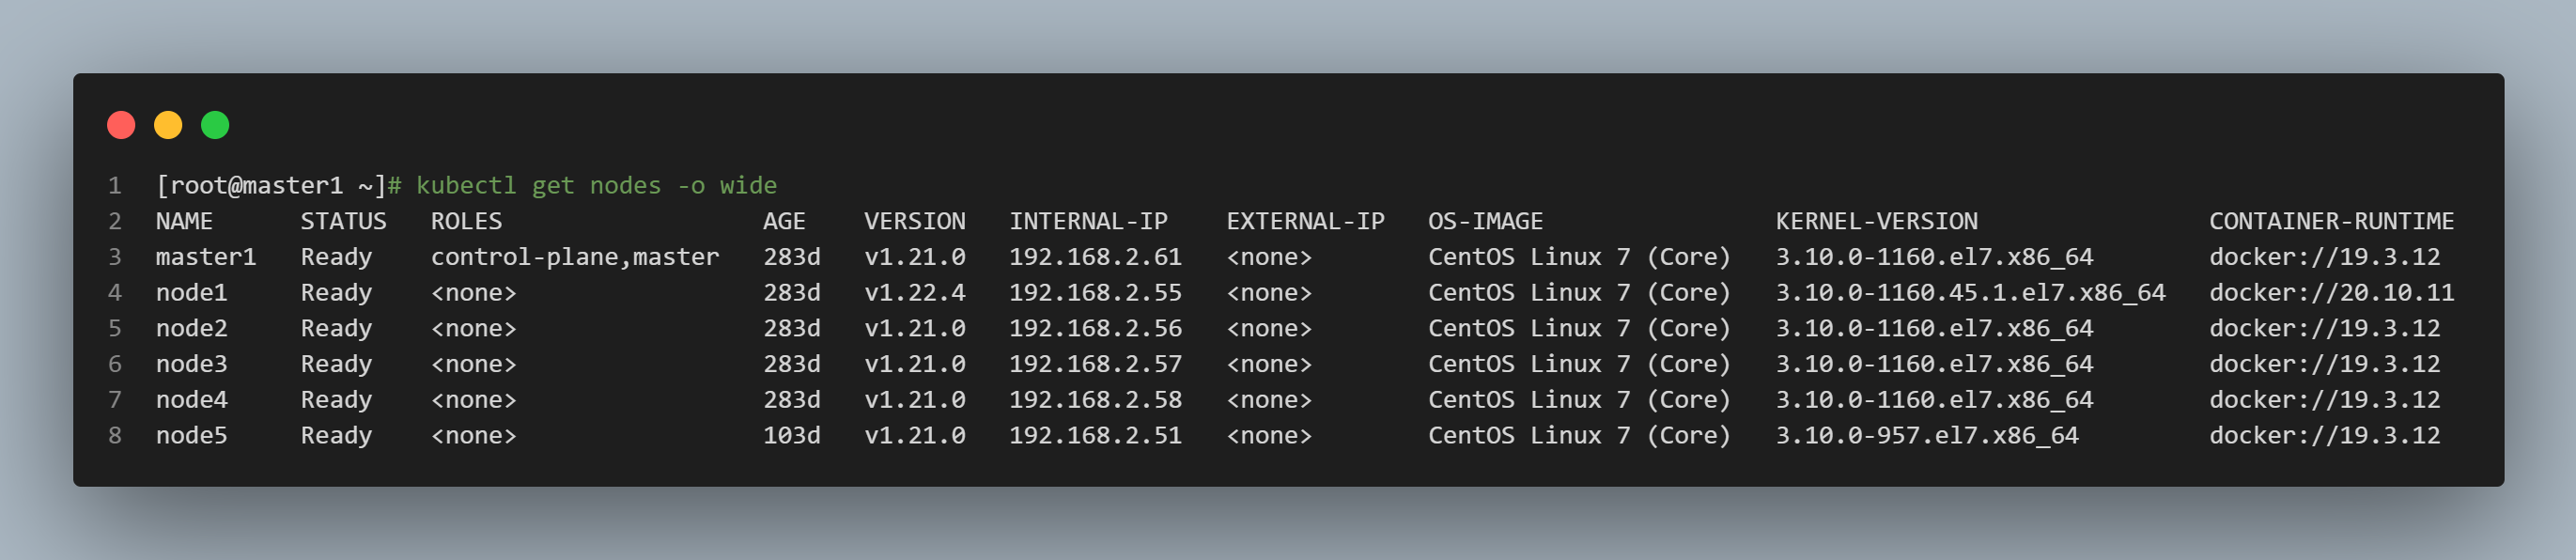 1 [root@master1 ~]# kubectl get nodes -o wide
2 NAME STATUS ROLES AGE VERSION INTERNAL-IP EXTERNAL-IP OS-IMAGE KERNEL-VERSION CONTAINER-RUNTIME
3 master1 Ready control-plane,master 283d v1.21.0 192.168.2.61 <none> CentOS Linux 7 (Core) 3.10.0-1160.el7.x86_64 docker://19.3.12
4 node1 Ready <none> 283d v1.22.4 192.168.2.55 <none> CentOS Linux 7 (Core) 3.10.0-1160.45.1.el7.x86_64 docker://20.10.11
5 node2 Ready <none> 283d v1.21.0 192.168.2.56 <none> CentOS Linux 7 (Core) 3.10.0-1160.el7.x86_64 docker://19.3.12
6 node3 Ready <none> 283d v1.21.0 192.168.2.57 <none> CentOS Linux 7 (Core) 3.10.0-1160.el7.x86_64 docker://19.3.12
7 node4 Ready <none> 283d v1.21.0 192.168.2.58 <none> CentOS Linux 7 (Core) 3.10.0-1160.el7.x86_64 docker://19.3.12
8 node5 Ready <none> 103d v1.21.0 192.168.2.51 <none> CentOS Linux 7 (Core) 3.10.0-957.el7.x86_64 docker://19.3.12